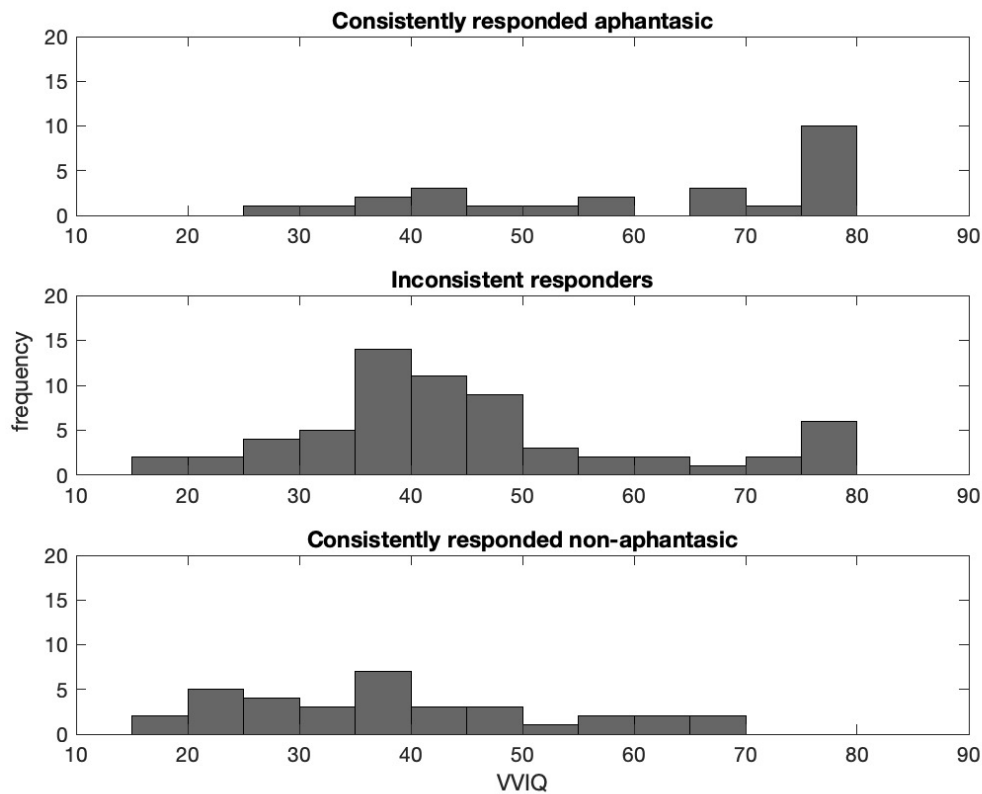 Consistently responded aphantasic
20
15
10
5
0
10 20 30 40 50 60 70 80 90
Inconsistent responders
20
15
10
5
0
frequency
10 20 30 40 50 60 70 80 90
Consistently responded non-aphantasic
20
15
10
5
0
10 20 30 40 50 60 70 80 90
VVIQ